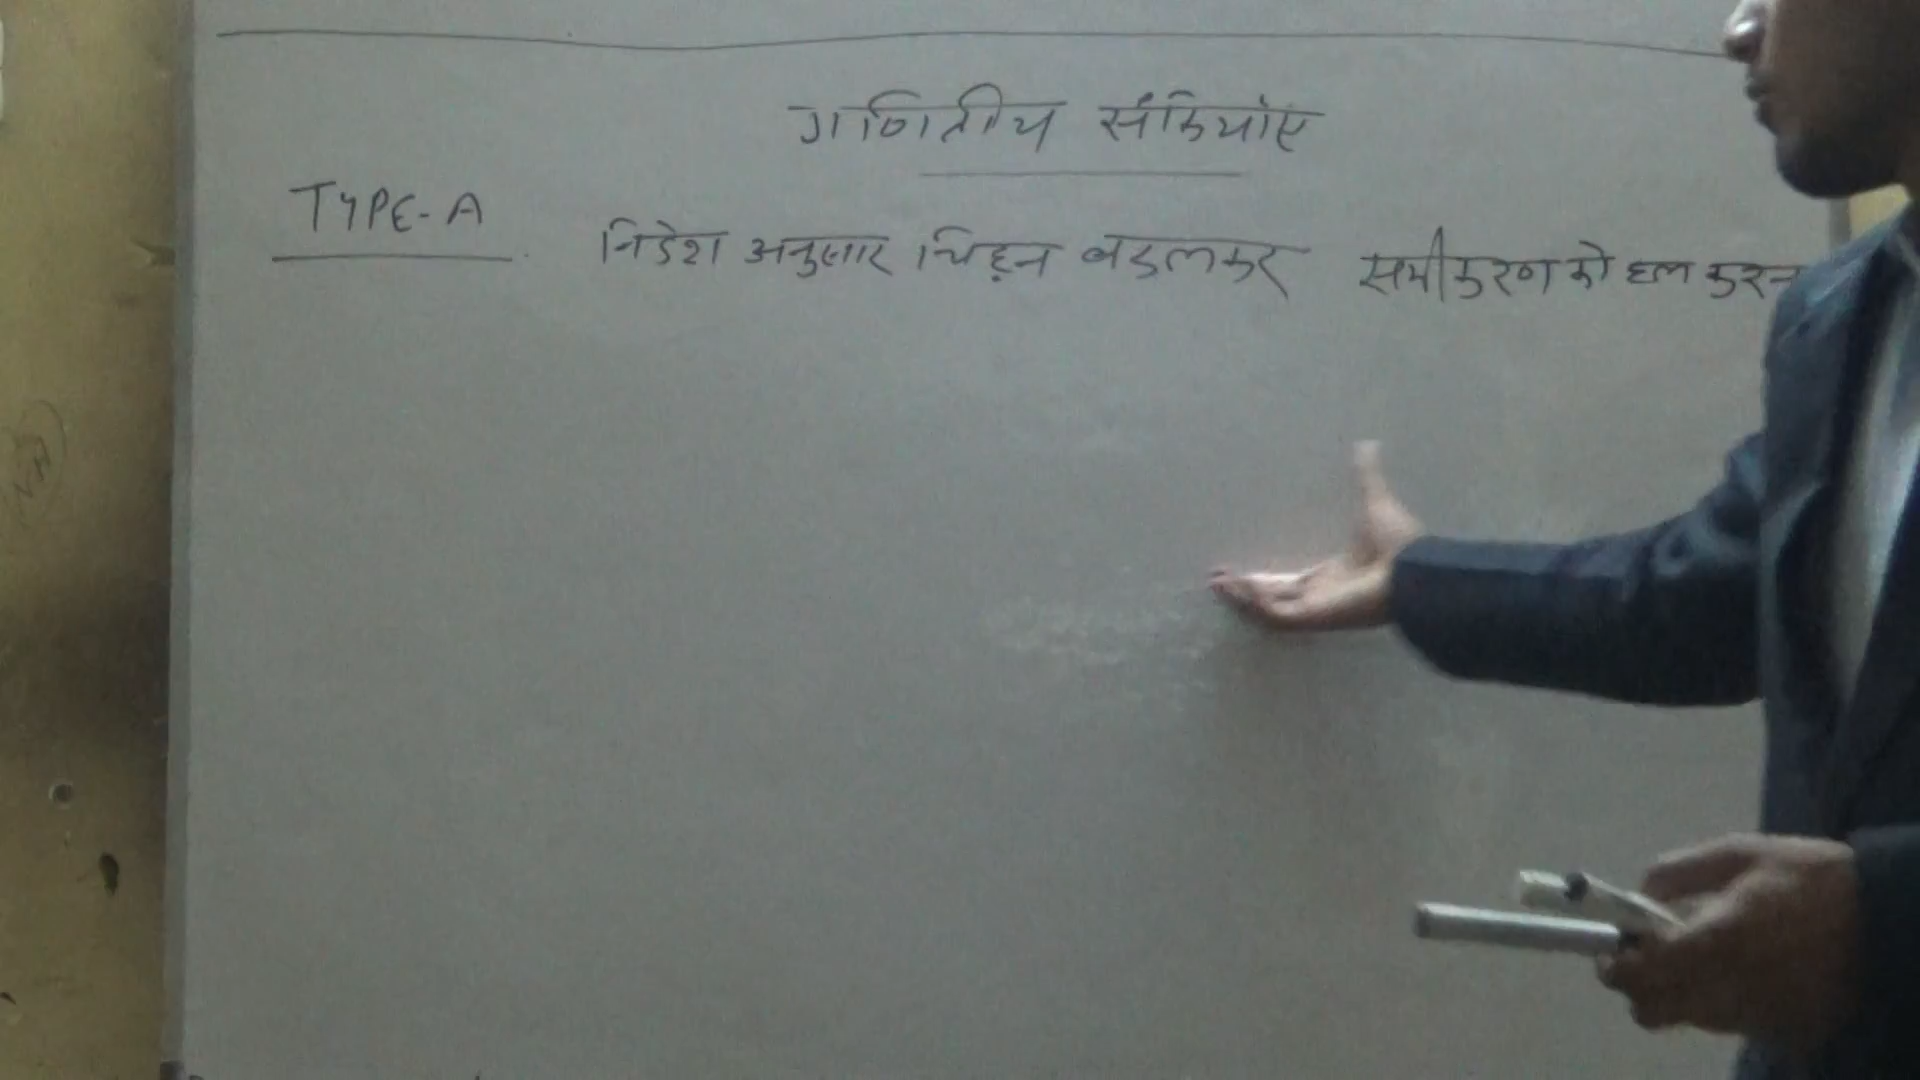 गणितीय संक्रियाएं
TYPE-A
निर्देश अनुसार चिह्न बदलकर समीकरण को हल करन